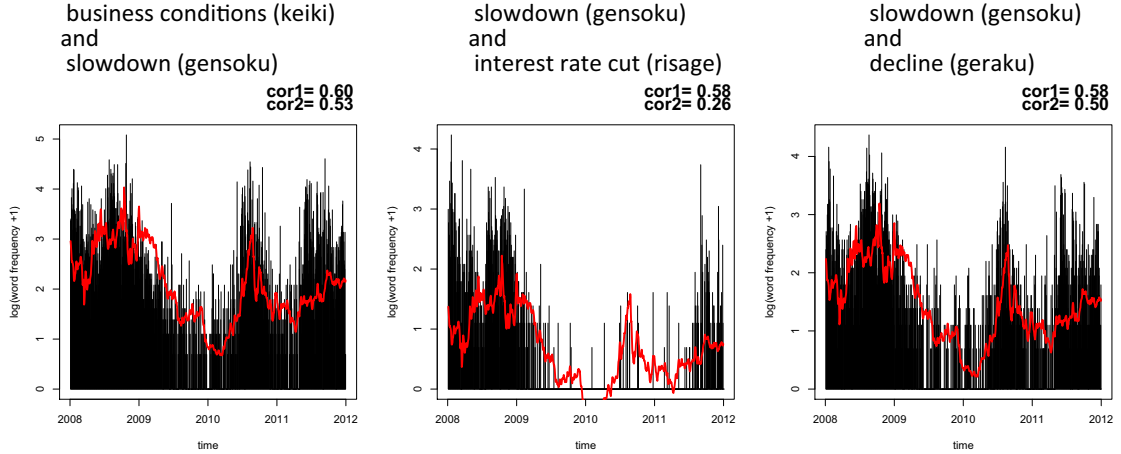 business conditions (keiki)
and
slowdown (gensoku)
cor1= 0.60
cor2= 0.53
log(word frequency +1)
5
4
3
2
1
0
2008 2009 2010 2011 2012
time
slowdown (gensoku)
and
interest rate cut (risage)
cor1= 0.58
cor2= 0.26
log(word frequency +1)
4
3
2
1
0
2008 2009 2010 2011 2012
time
slowdown (gensoku)
and
decline (geraku)
cor1= 0.58
cor2= 0.50
log(word frequency +1)
4
3
2
1
0
2008 2009 2010 2011 2012
time